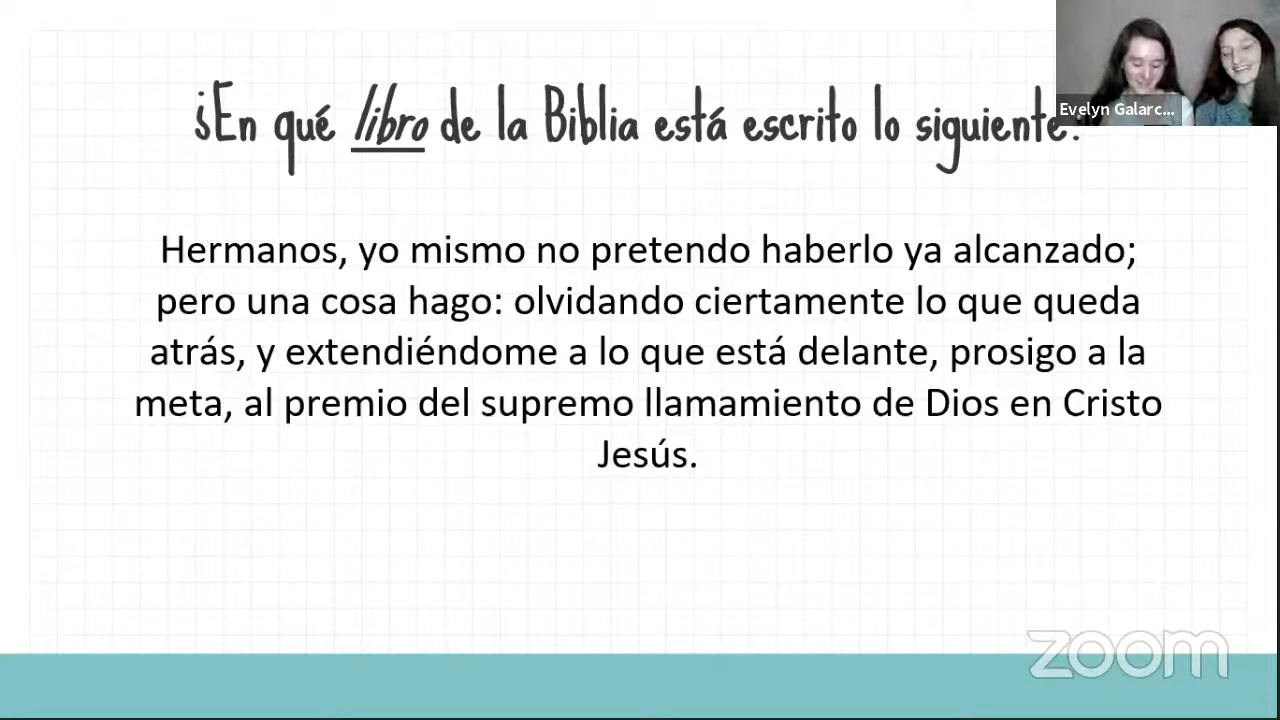 ¿En qué libro de la Biblia está escrito lo siguiente?
Evelyn Galarc...
Hermanos, yo mismo no pretendo haberlo ya alcanzado;
pero una cosa hago: olvidando ciertamente lo que queda
atrás, y extendiéndome a lo que está delante, prosigo a la
meta, al premio del supremo llamamiento de Dios en Cristo
Jesús.
zoom